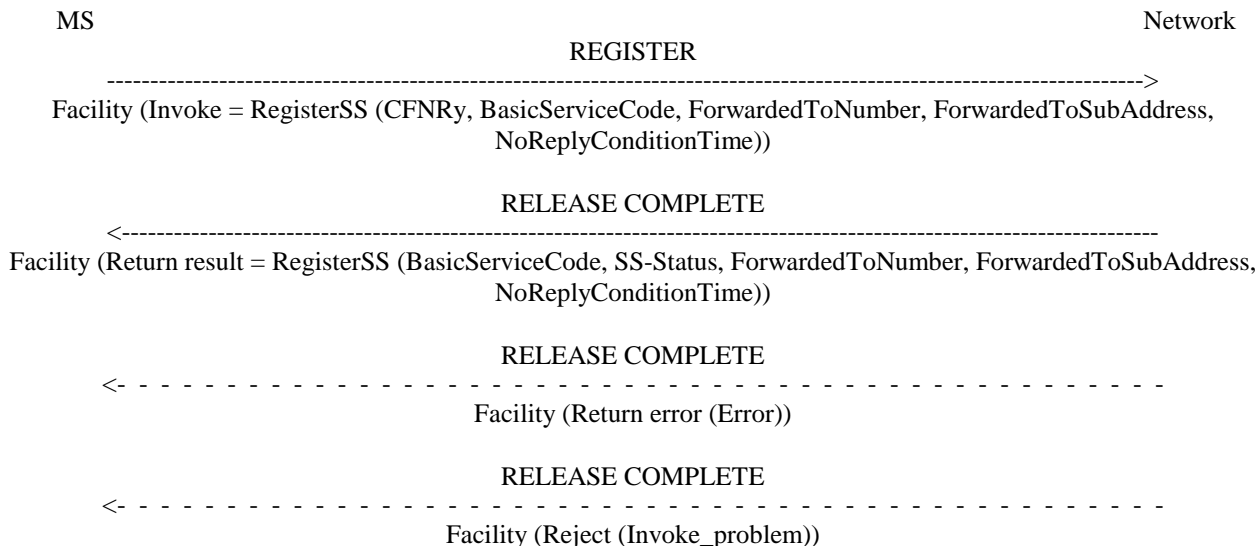 MS Network
REGISTER
------------------------------------------------------------------------------------------------------------------------>
Facility (Invoke = RegisterSS (CFNRy, BasicServiceCode, ForwardedToNumber, ForwardedToSubAddress,
NoReplyConditionTime))
RELEASE COMPLETE
<------------------------------------------------------------------------------------------------------------------------
Facility (Return result = RegisterSS (BasicServiceCode, SS-Status, ForwardedToNumber, ForwardedToSubAddress,
NoReplyConditionTime))
RELEASE COMPLETE
<- - - - - - - - - - - - - - - - - - - - - - - - - - - - - - - - - - - - - - - - - - - - - - - - -
Facility (Return error (Error))
RELEASE COMPLETE
<- - - - - - - - - - - - - - - - - - - - - - - - - - - - - - - - - - - - - - - - - - - - - - - - -
Facility (Reject (Invoke_problem))